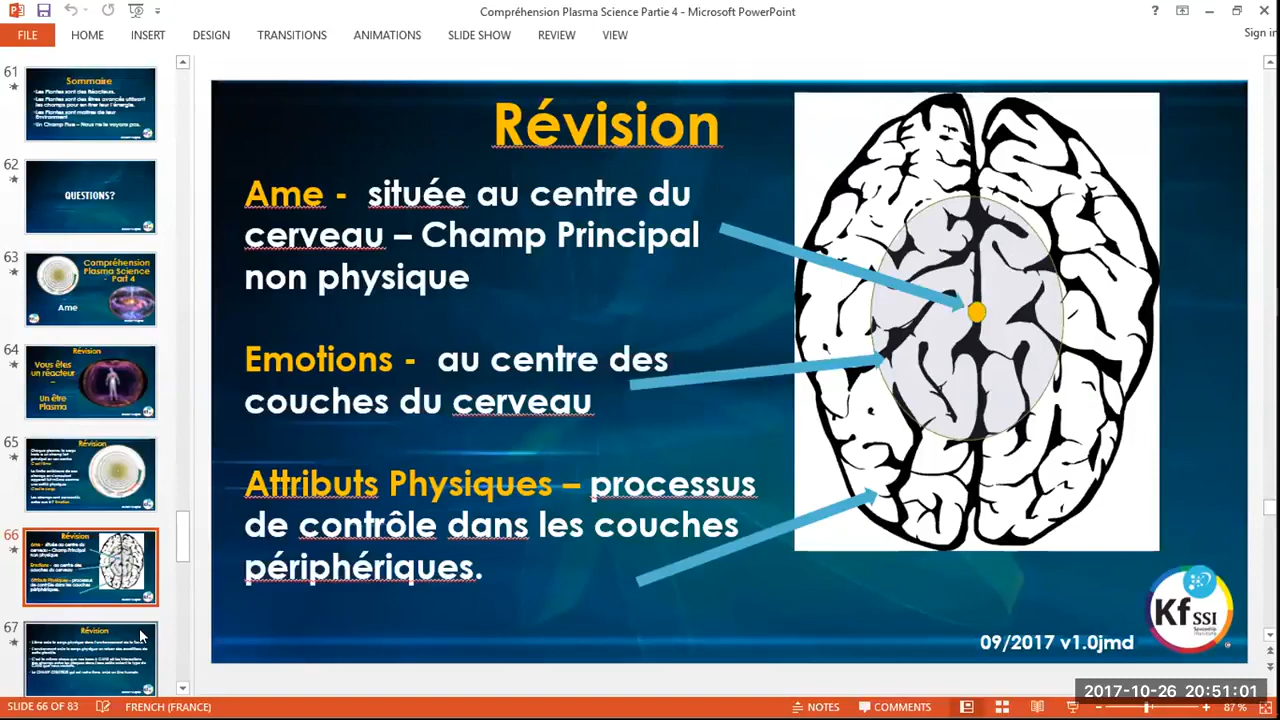 Compréhension Plasma Science Partie 4 - Microsoft PowerPoint
FILE HOME INSERT DESIGN TRANSITIONS ANIMATIONS SLIDE SHOW REVIEW VIEW Sign in
61
Sommaire
62
QUESTIONS?
63
Compréhension
Plasma Science
- Part 4
Ame
64
Révision
Vous êtes
un réacteur
–
Un être
Plasma
65
Révision
66
Révision
67
Révision
Révision
Ame - située au centre du
cerveau – Champ Principal
non physique
Emotions - au centre des
couches du cerveau
Attributs Physiques – processus
de contrôle dans les couches
périphériques.
Kf SSI
09/2017 v1.0jmd
2017-10-26 20:51:01
SLIDE 66 OF 83 FRENCH (FRANCE) NOTES COMMENTS 87 %